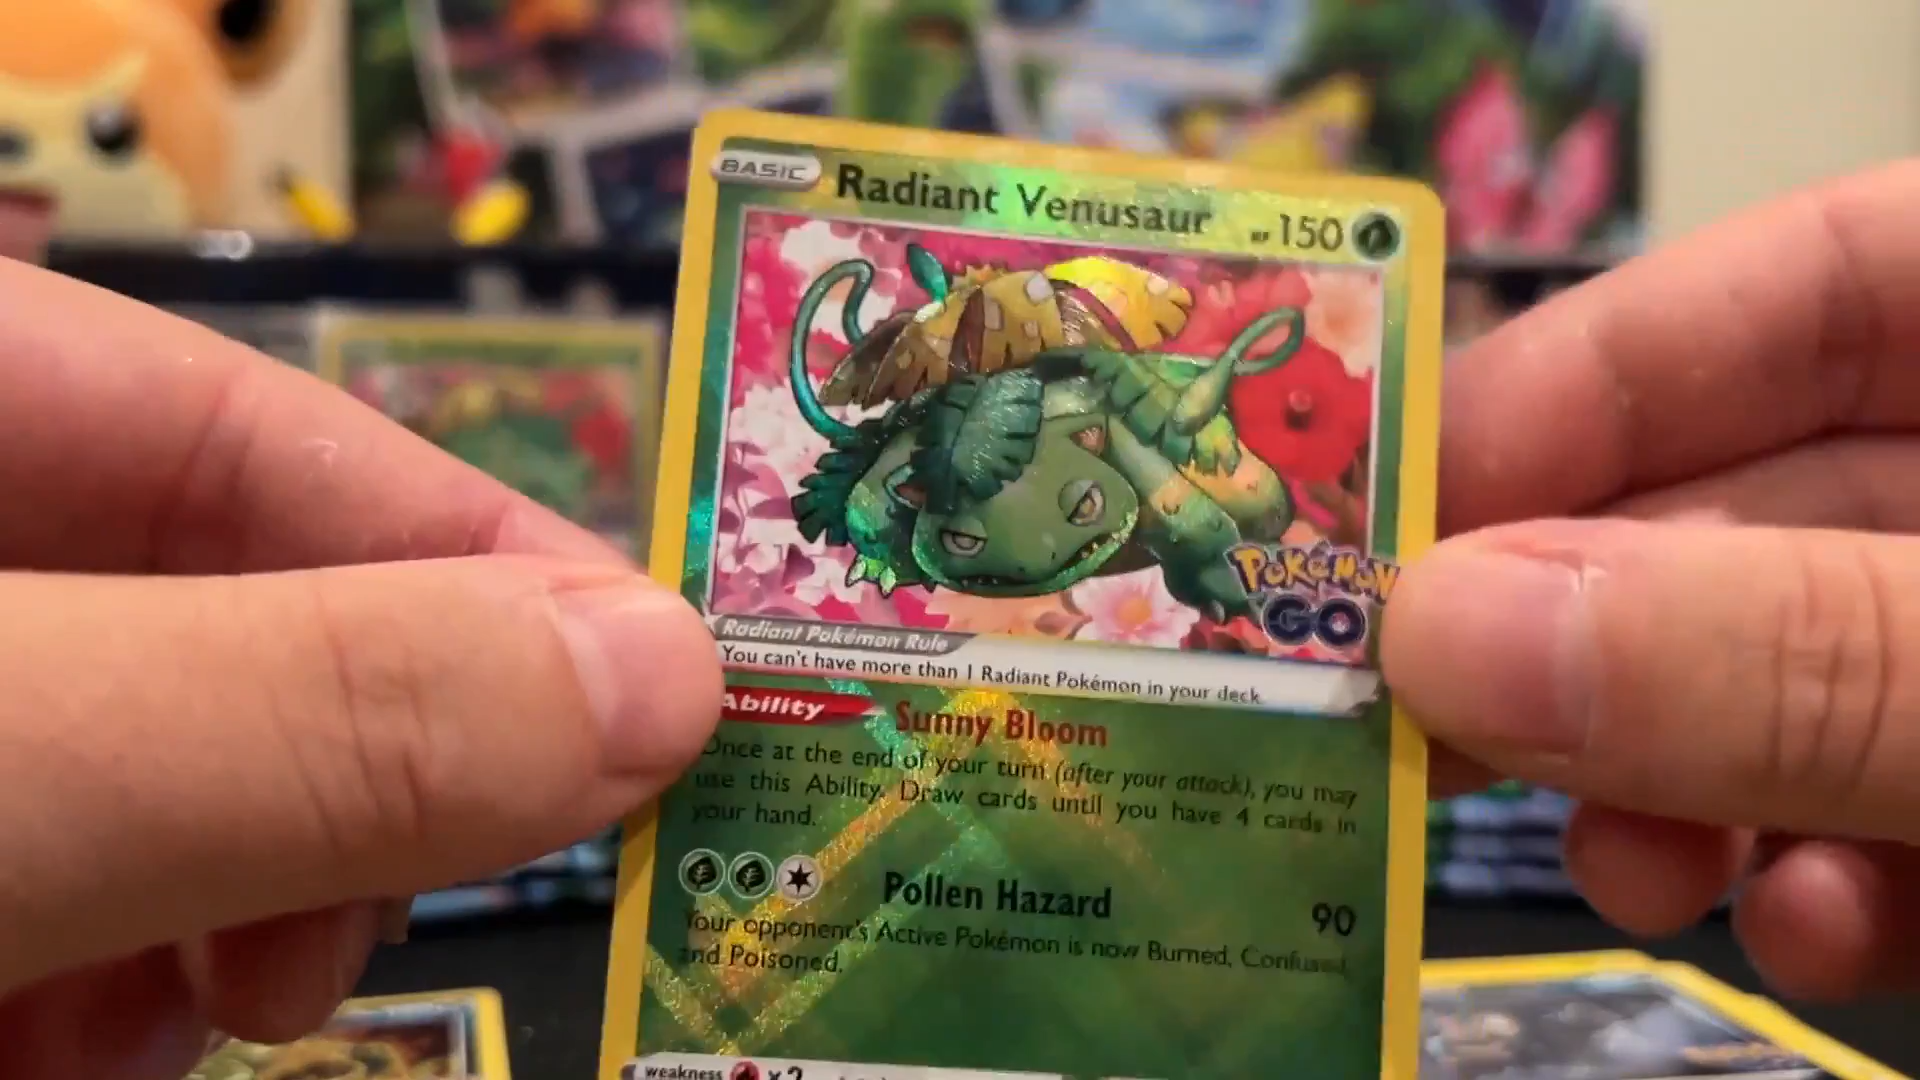 BASIC Radiant Venusaur HP 150
POKÉMON
GO
Radiant Pokémon Rule
You can't have more than 1 Radiant Pokémon in your deck.
Ability Sunny Bloom
Once at the end of your turn (after your attack), you may
use this Ability. Draw cards until you have 4 cards in
your hand.
Pollen Hazard 90
Your opponent's Active Pokémon is now Burned, Confused,
and Poisoned.
weakness x2